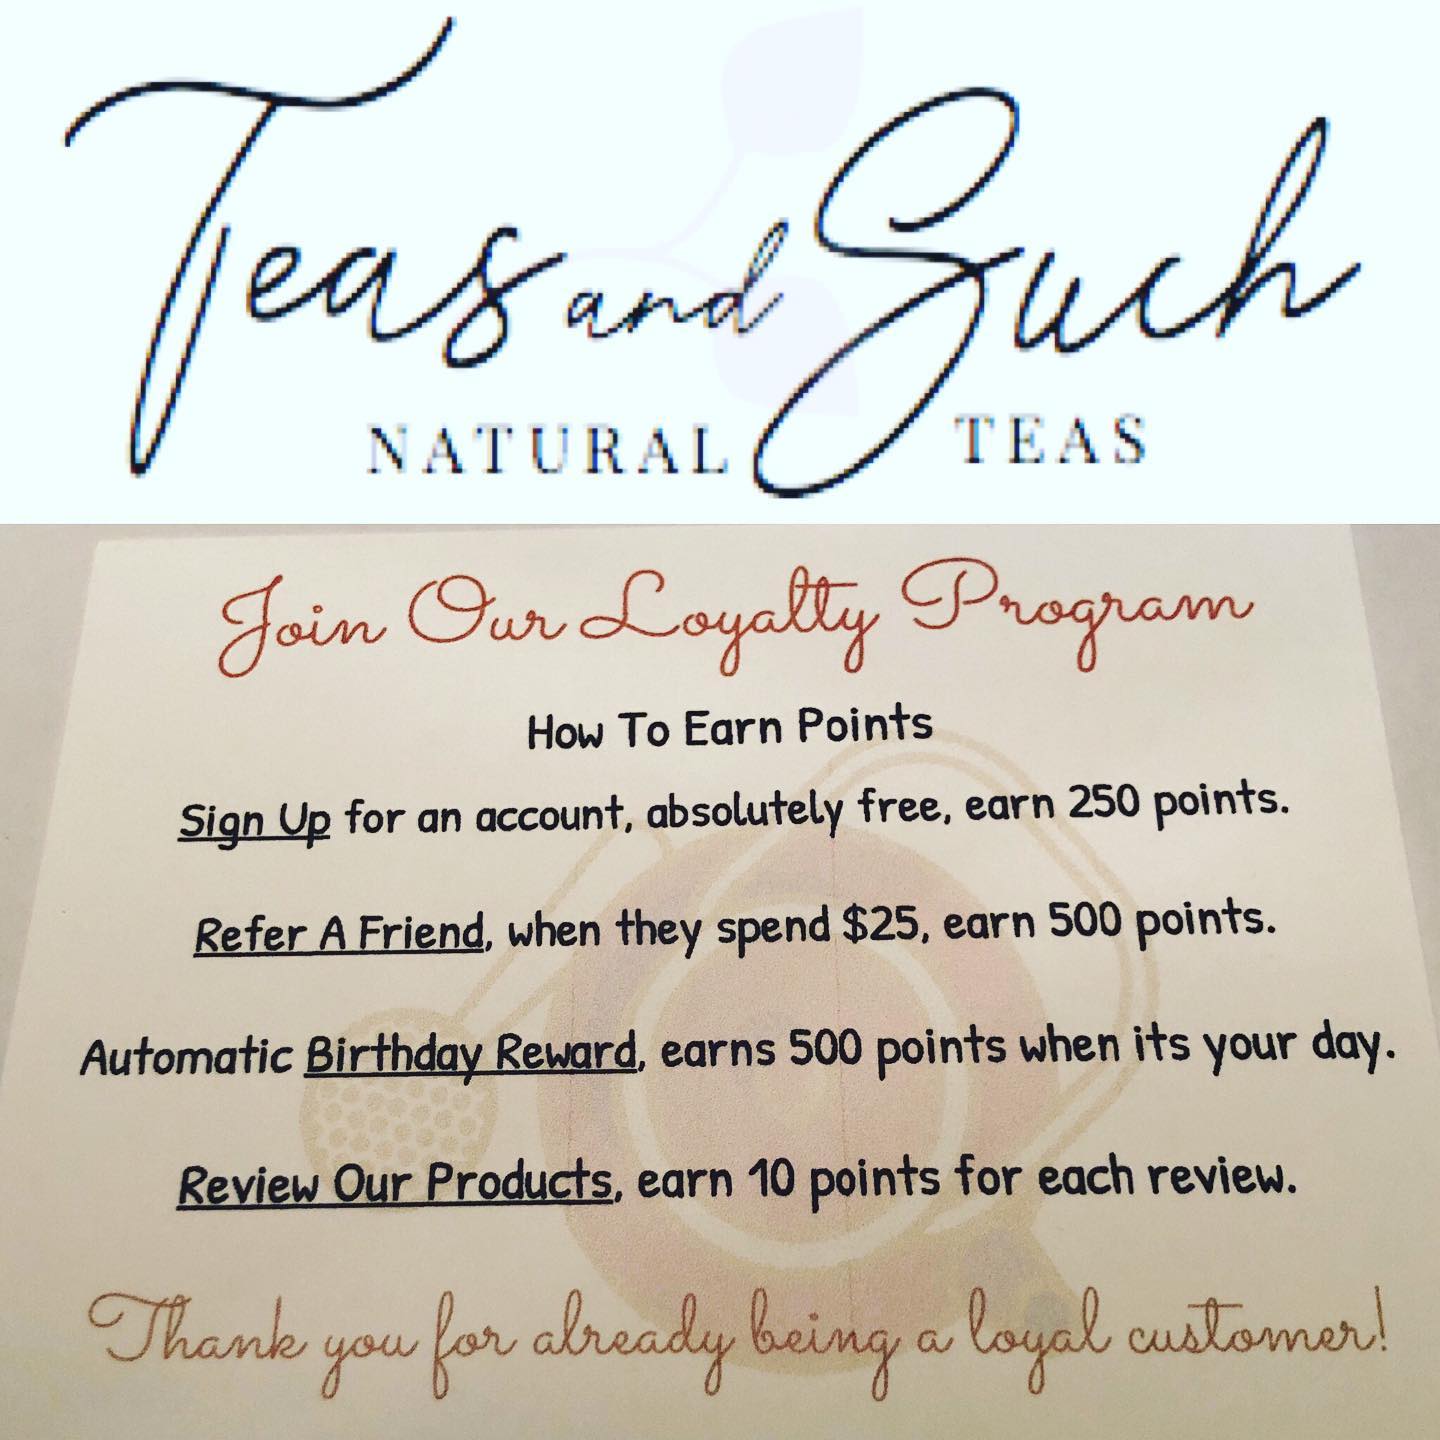 Teas and Such
NATURAL TEAS
Join Our Loyalty Program
How To Earn Points
Sign Up for an account, absolutely free, earn 250 points.
Refer A Friend, when they spend $25, earn 500 points.
Automatic Birthday Reward, earns 500 points when its your day.
Review Our Products, earn 10 points for each review.
Thank you for already being a loyal customer!